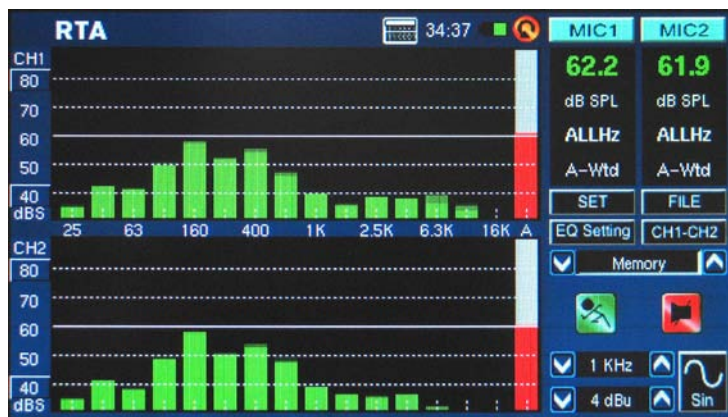 RTA 34:37 MIC1 MIC2
CH1
80
70
60
50
40
dBS
62.2 61.9
dB SPL dB SPL
ALLHz ALLHz
A-Wtd A-Wtd
SET FILE
25 63 160 400 1K 2.5K 6.3K 16K A
EQ Setting CH1-CH2
CH2
80
70
60
50
40
dBS
Memory
1 KHz
4 dBu
Sin